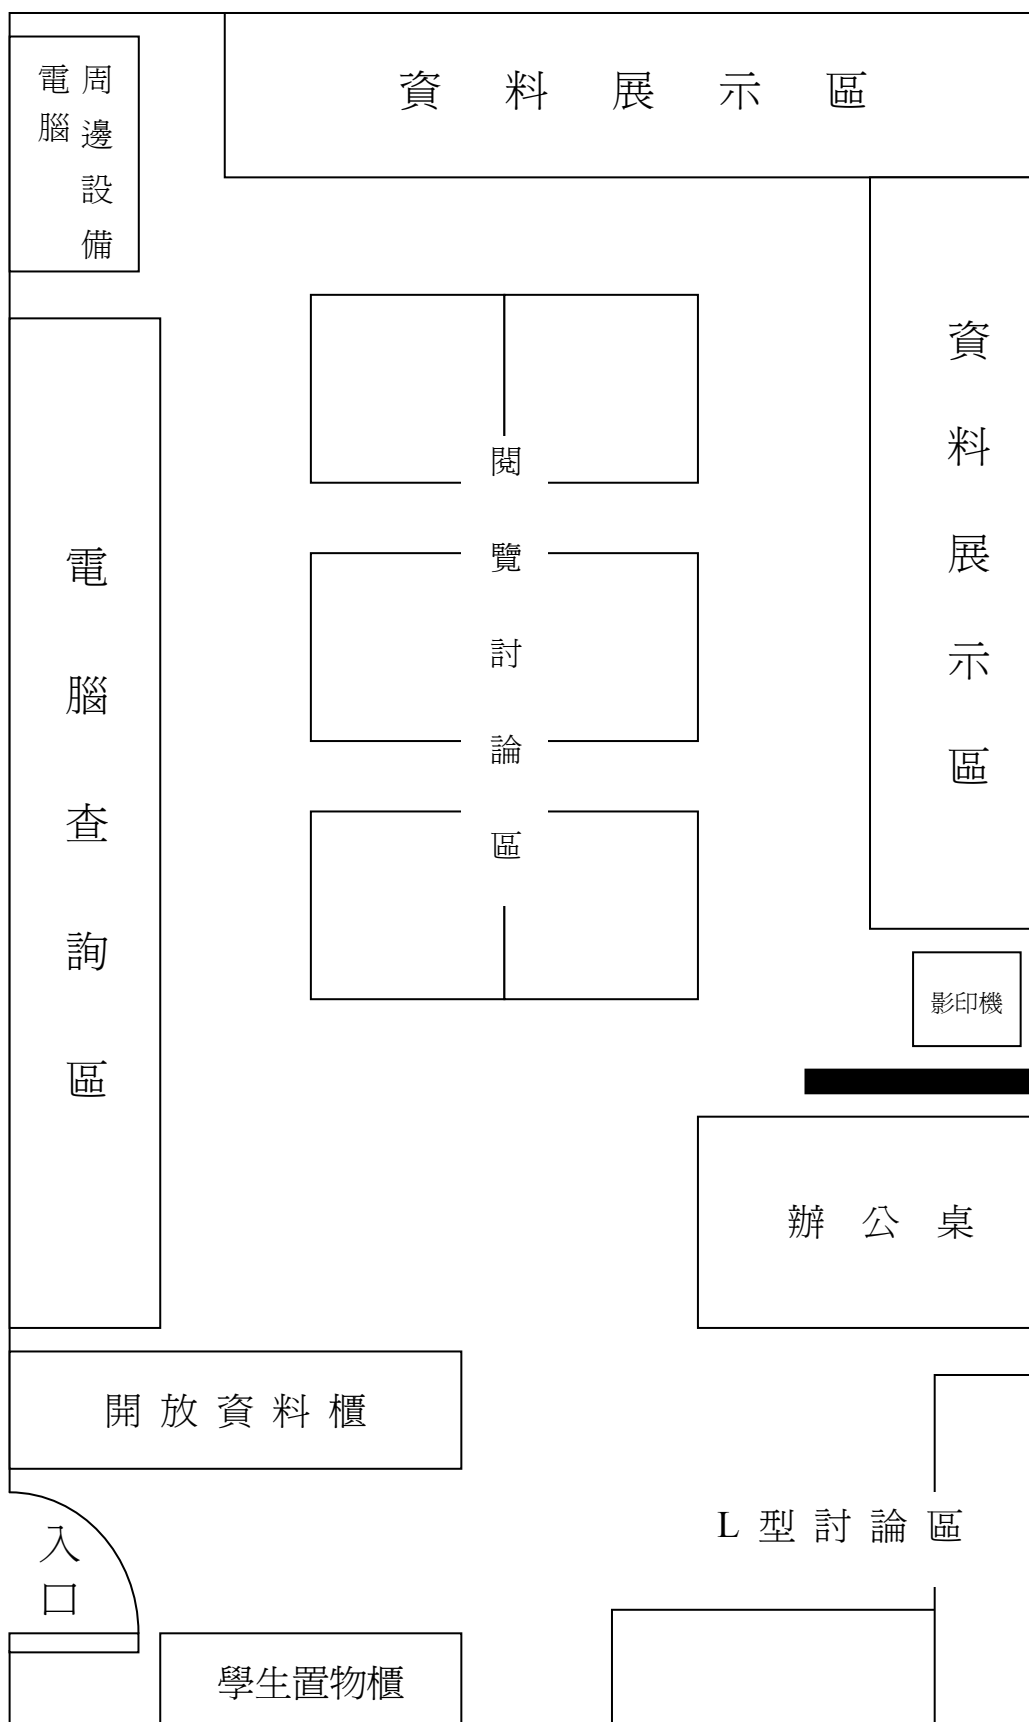 資料展示區
電腦
周邊設備
資料展示區
閱覽討論區
電腦查詢區
影印機
辦公桌
開放資料櫃
L型討論區
入口
學生置物櫃